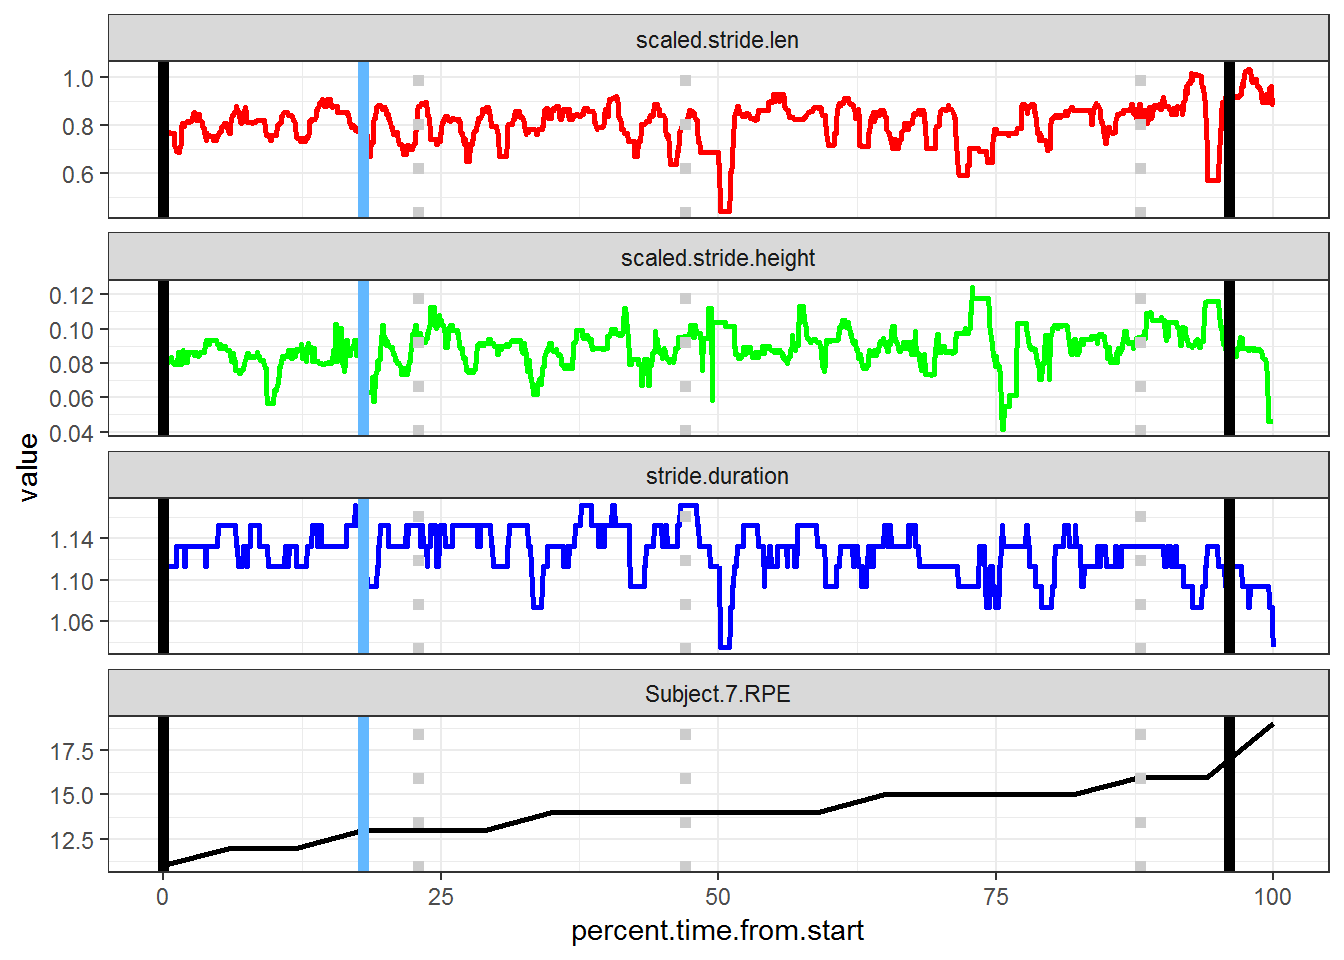 scaled.stride.len
1.0
0.8
0.6
scaled.stride.height
0.12
0.10
0.08
0.06
0.04
value
stride.duration
1.14
1.10
1.06
Subject.7.RPE
17.5
15.0
12.5
0 25 50 75 100
percent.time.from.start